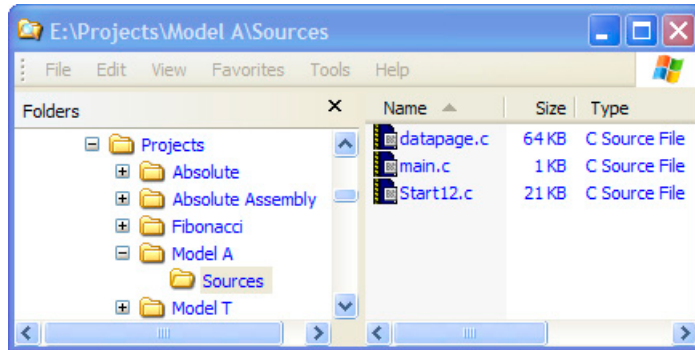 E:\Projects\Model A\Sources
File Edit View Favorites Tools Help
Folders
Projects
Absolute
Absolute Assembly
Fibonacci
Model A
Sources
Model T
Name Size Type
datapage.c 64 KB C Source File
main.c 1 KB C Source File
Start12.c 21 KB C Source File